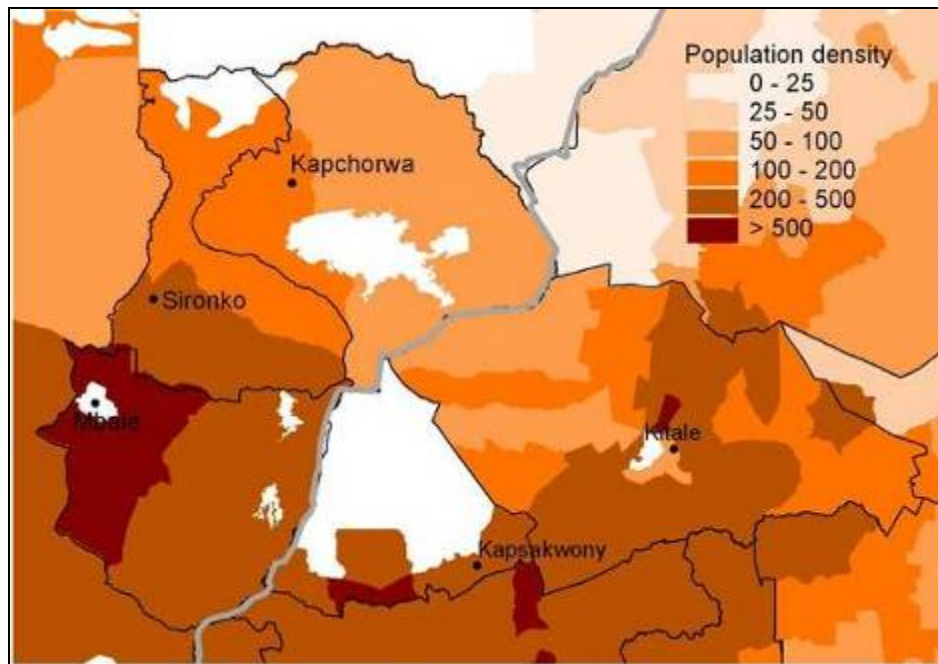 Population density
0 - 25
25 - 50
50 - 100
100 - 200
200 - 500
> 500
Kapchorwa
Sironko
Mbale
Kitale
Kapsakwony